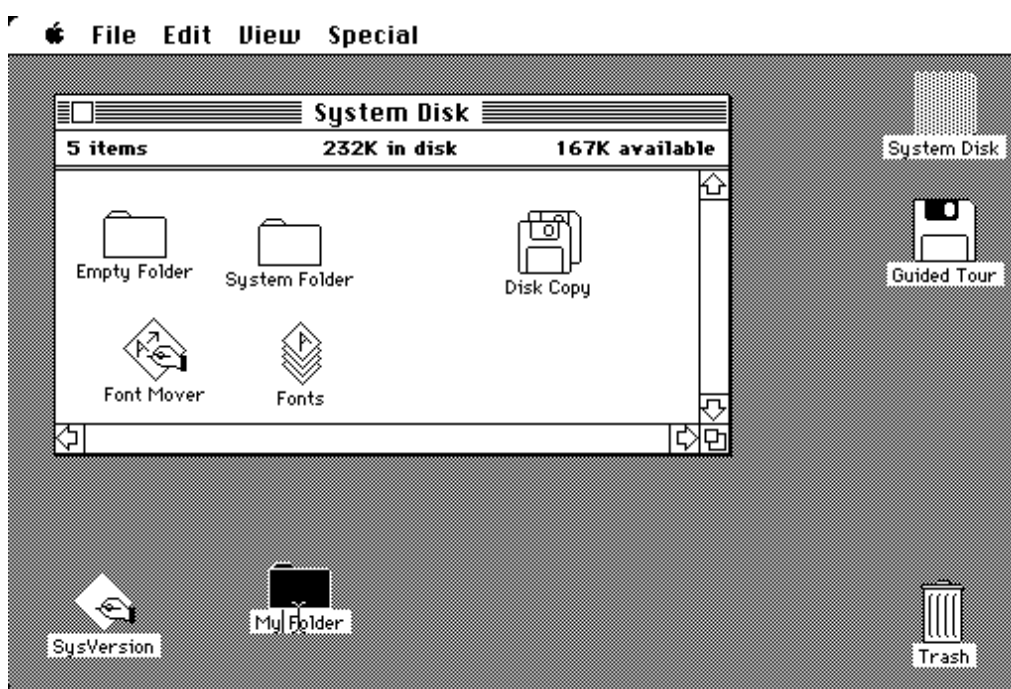 File Edit View Special
System Disk
5 items 232K in disk 167K available
Empty Folder
System Folder
Disk Copy
Font Mover
Fonts
System Disk
Guided Tour
SysVersion
My Folder
Trash